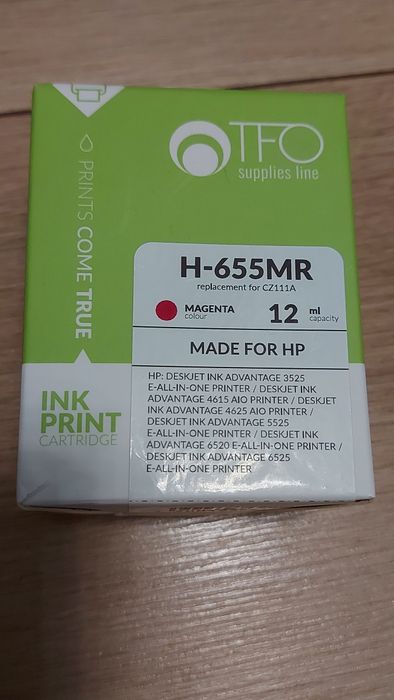 TFO
supplies line
PRINTS COME TRUE
H-655MR
replacement for CZ111A
MAGENTA
colour
12 ml
capacity
MADE FOR HP
HP: DESKJET INK ADVANTAGE 3525
E-ALL-IN-ONE PRINTER / DESKJET INK
ADVANTAGE 4615 AIO PRINTER / DESKJET
INK ADVANTAGE 4625 AIO PRINTER /
DESKJET INK ADVANTAGE 5525
E-ALL-IN-ONE PRINTER / DESKJET INK
ADVANTAGE 6520 E-ALL-IN-ONE PRINTER /
DESKJET INK ADVANTAGE 6525
E-ALL-IN-ONE PRINTER
INK
PRINT
CARTRIDGE